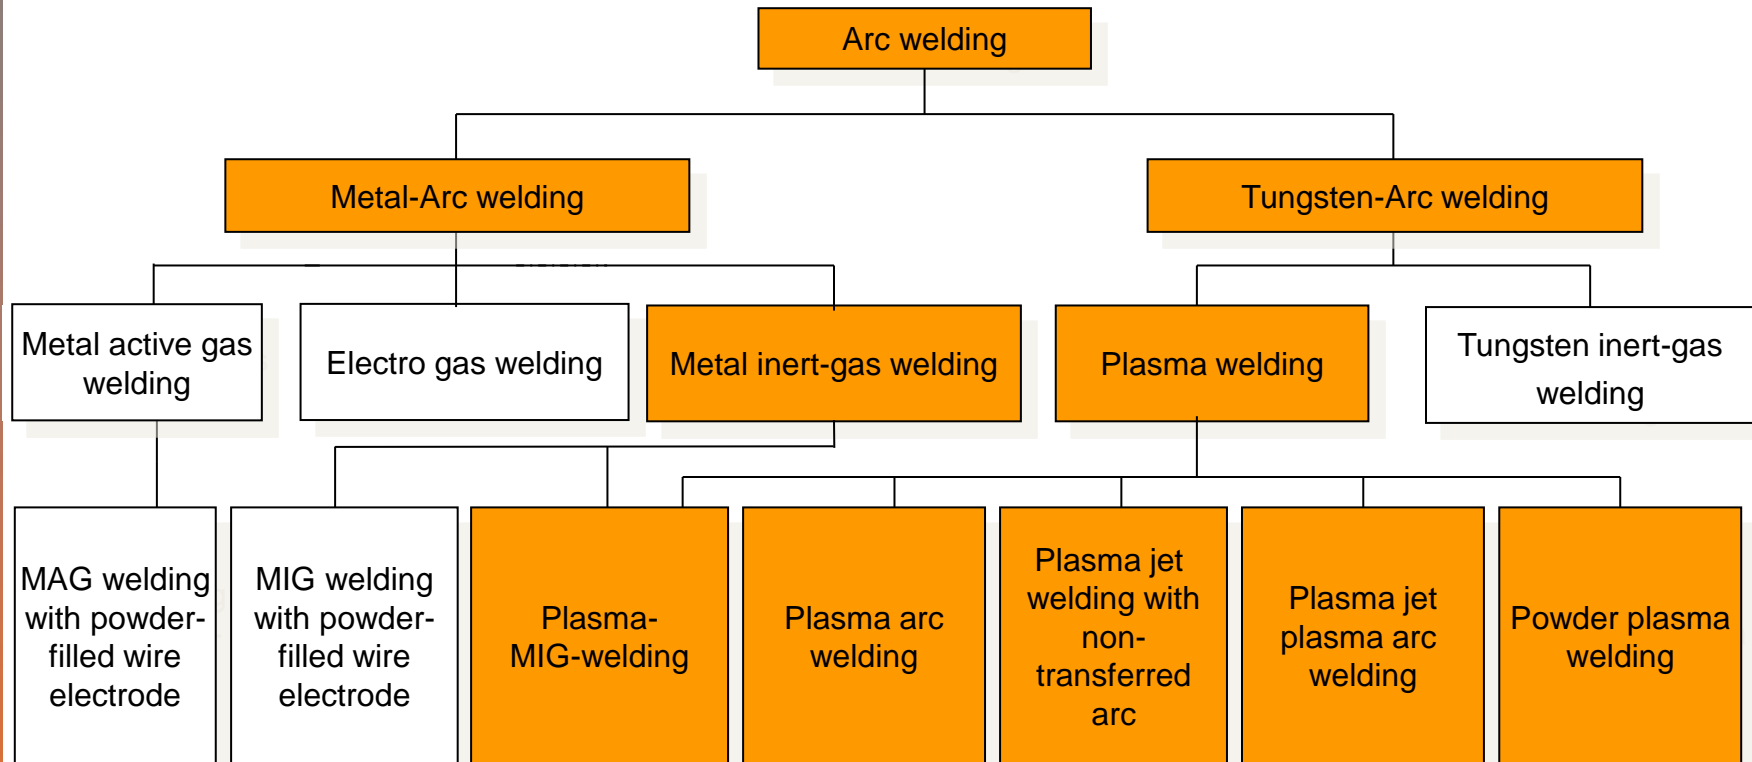 Arc welding
Metal-Arc welding
Tungsten-Arc welding
Metal active gas
welding
Electro gas welding
Metal inert-gas welding
Plasma welding
Tungsten inert-gas
welding
MAG welding
with powder-
filled wire
electrode
MIG welding
with powder-
filled wire
electrode
Plasma-
MIG-welding
Plasma arc
welding
Plasma jet
welding with
non-
transferred
arc
Plasma jet
plasma arc
welding
Powder plasma
welding